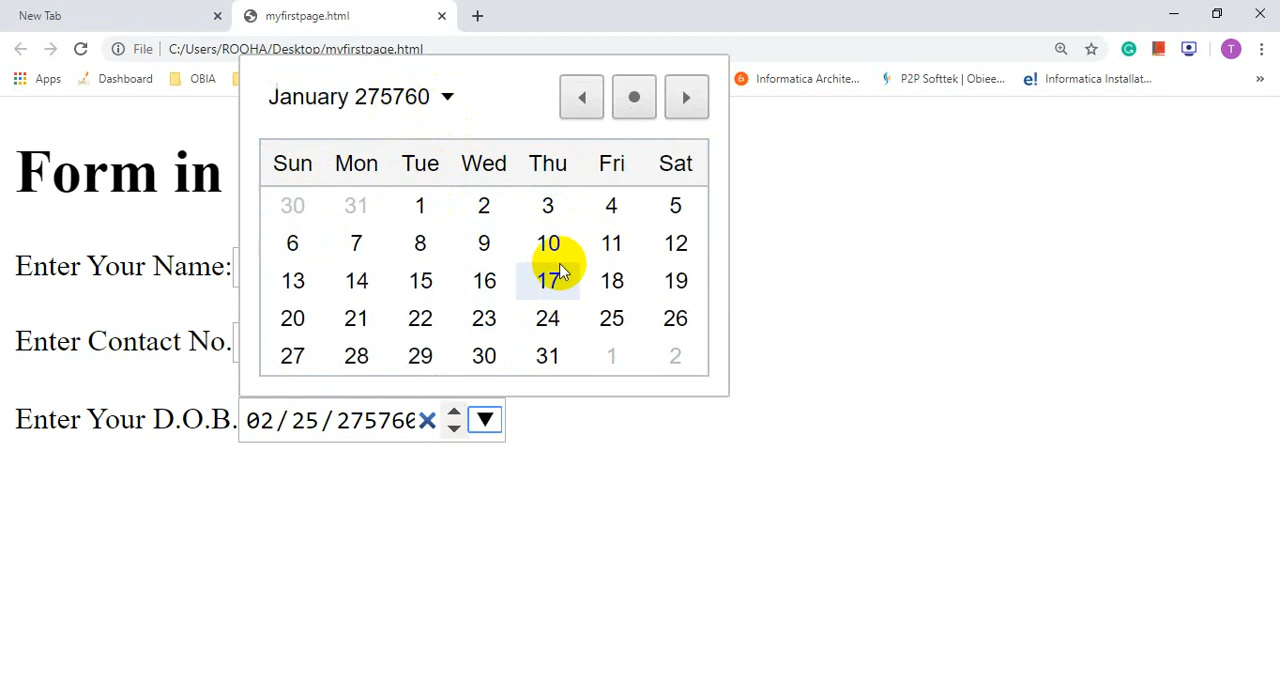 New Tab
myfirstpage.html
File C:/Users/ROOHA/Desktop/myfirstpage.html
T
Apps Dashboard OBIA Informatica Archite... P2P Softtek | Obiee... e! Informatica Installat... »
January 275760
Sun Mon Tue Wed Thu Fri Sat
30 31 1 2 3 4 5
6 7 8 9 10 11 12
13 14 15 16 17 18 19
20 21 22 23 24 25 26
27 28 29 30 31 1 2
Form in
Enter Your Name:
Enter Contact No.
Enter Your D.O.B. 02/25/275760